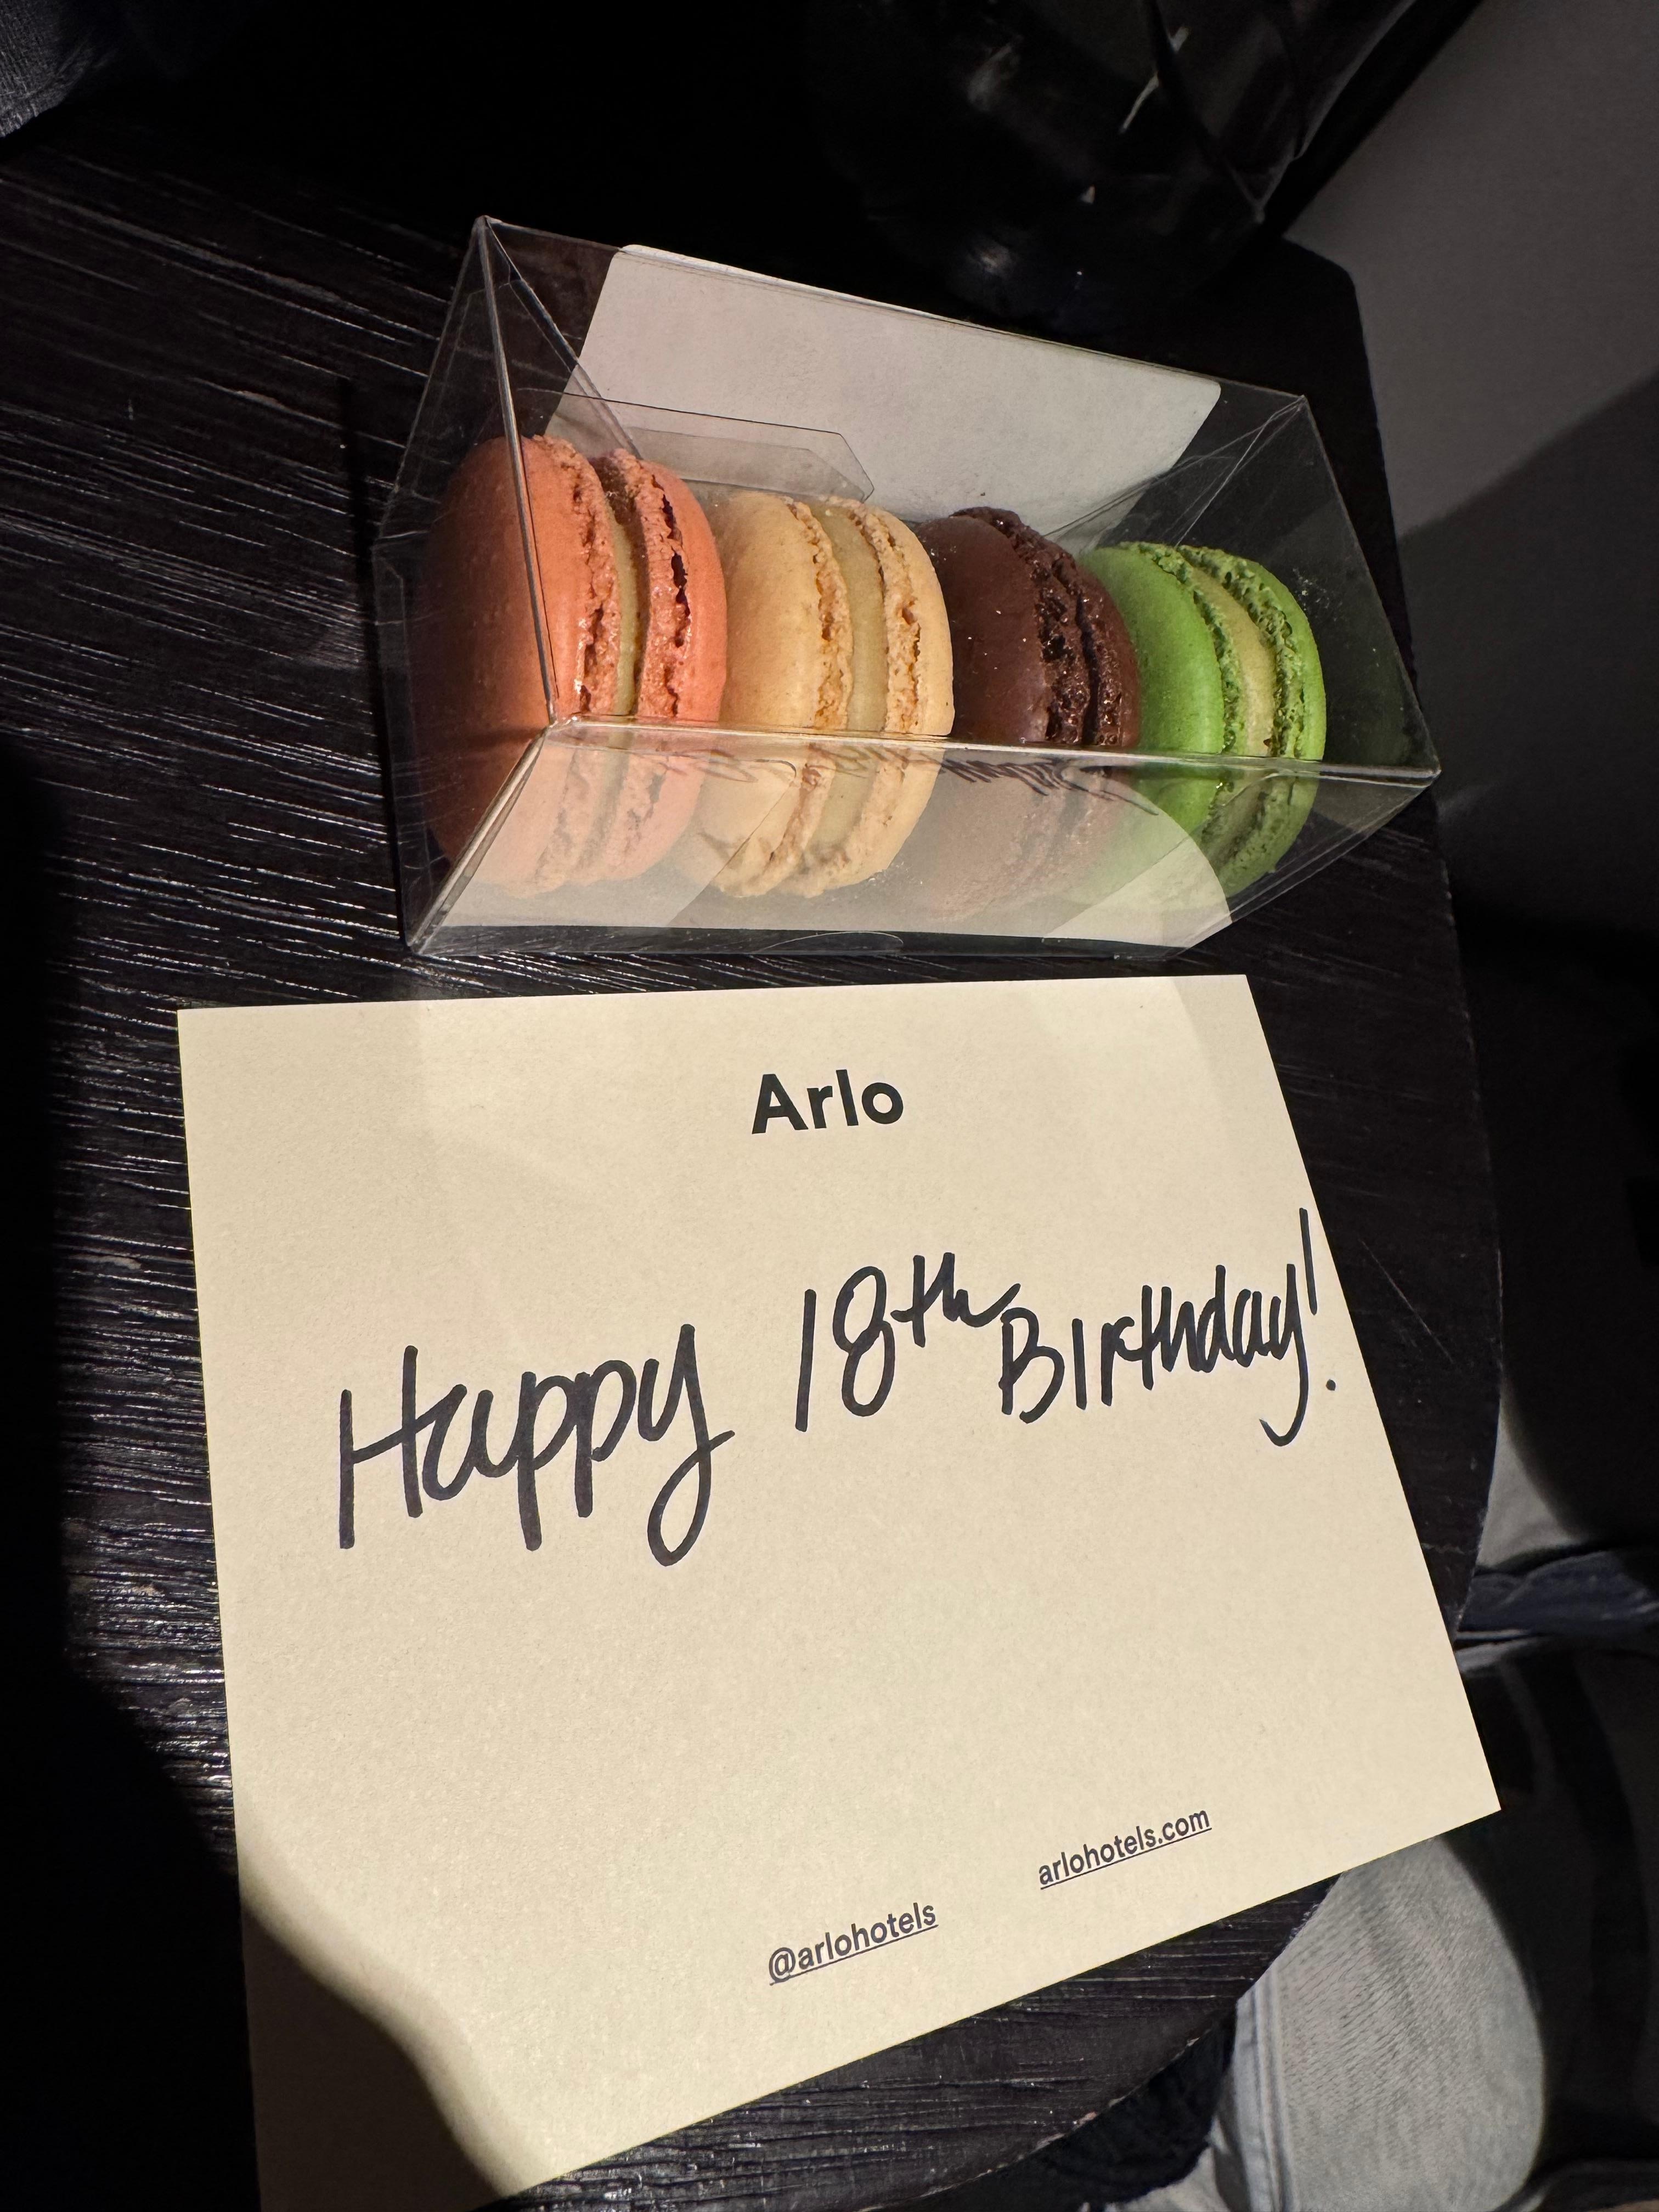 Arlo
Happy 18th Birthday!
@arlohotels
arlohotels.com